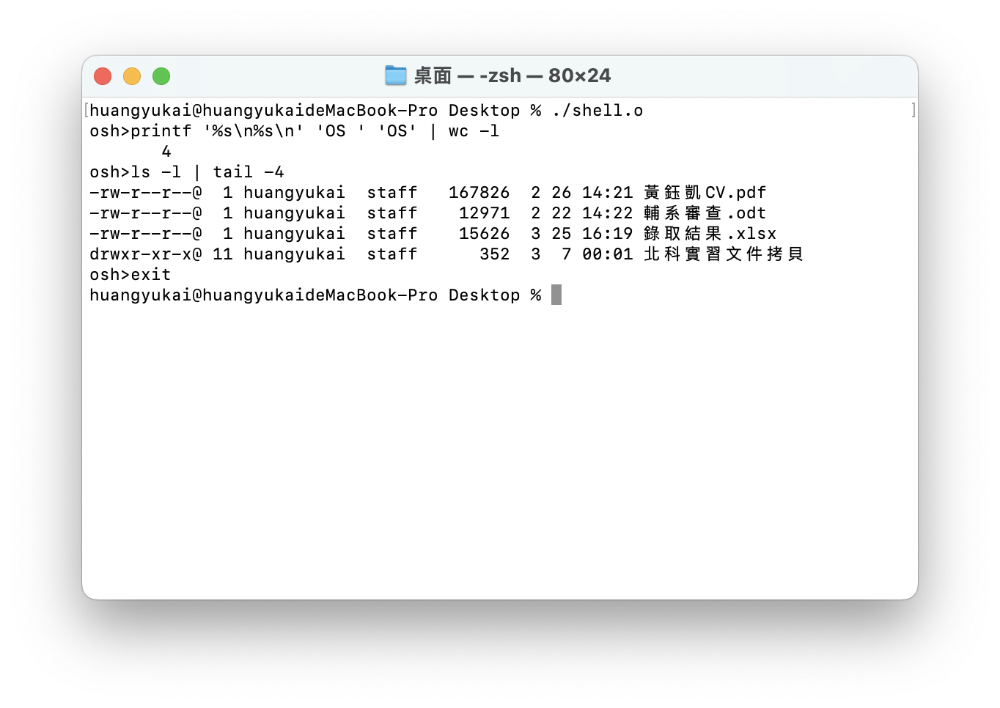 桌面 — -zsh — 80×24
[huangyukai@huangyukaideMacBook-Pro Desktop % ./shell.o ]
osh>printf '%s\n%s\n' 'OS ' 'OS' | wc -l
       4
osh>ls -l | tail -4
-rw-r--r--@  1 huangyukai  staff   167826  2 26 14:21 黃鈺凱CV.pdf
-rw-r--r--@  1 huangyukai  staff    12971  2 22 14:22 輔系審查.odt
-rw-r--r--@  1 huangyukai  staff    15626  3 25 16:19 錄取結果.xlsx
drwxr-xr-x@ 11 huangyukai  staff      352  3  7 00:01 北科實習文件拷貝
osh>exit
huangyukai@huangyukaideMacBook-Pro Desktop %